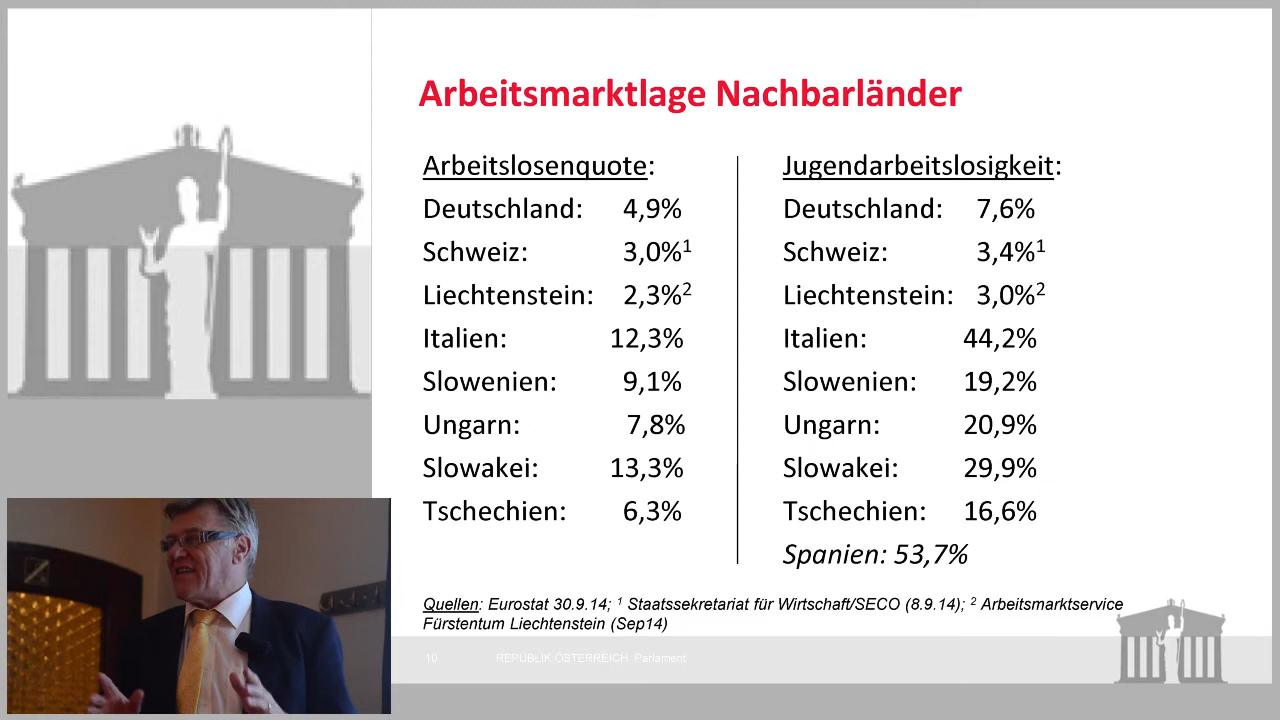 Arbeitsmarktlage Nachbarländer
Arbeitslosenquote:
Deutschland: 4,9%
Schweiz: 3,0%¹
Liechtenstein: 2,3%²
Italien: 12,3%
Slowenien: 9,1%
Ungarn: 7,8%
Slowakei: 13,3%
Tschechien: 6,3%
Jugendarbeitslosigkeit:
Deutschland: 7,6%
Schweiz: 3,4%¹
Liechtenstein: 3,0%²
Italien: 44,2%
Slowenien: 19,2%
Ungarn: 20,9%
Slowakei: 29,9%
Tschechien: 16,6%
Spanien: 53,7%
Quellen: Eurostat 30.9.14; ¹ Staatssekretariat für Wirtschaft/SECO (8.9.14); ² Arbeitsmarktservice
Fürstentum Liechtenstein (Sep14)
10 REPUBLIK ÖSTERREICH Parlament